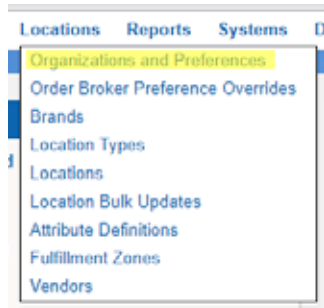 Locations Reports Systems D
Organizations and Preferences
Order Broker Preference Overrides
Brands
Location Types
Locations
Location Bulk Updates
Attribute Definitions
Fulfillment Zones
Vendors